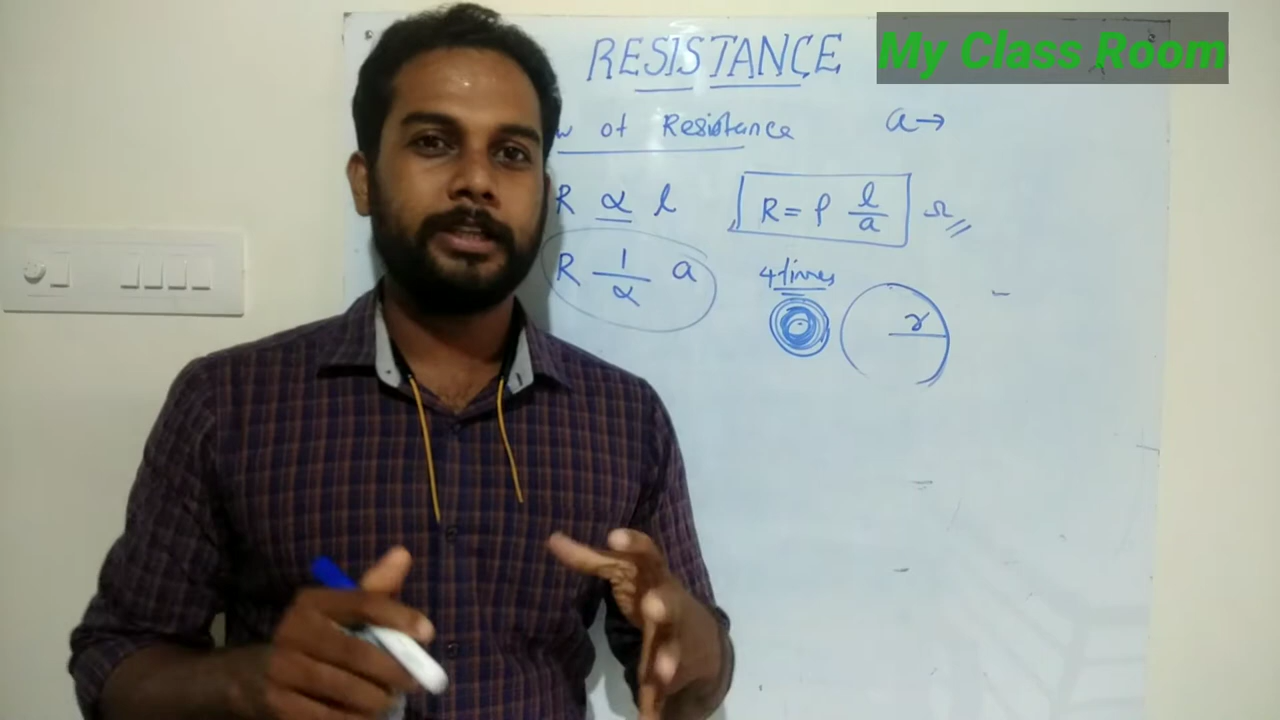 RESISTANCE
My Class Room
of Resistance
a→
R α l
R = ρ l/a Ω
R 1/α a
4 times
r